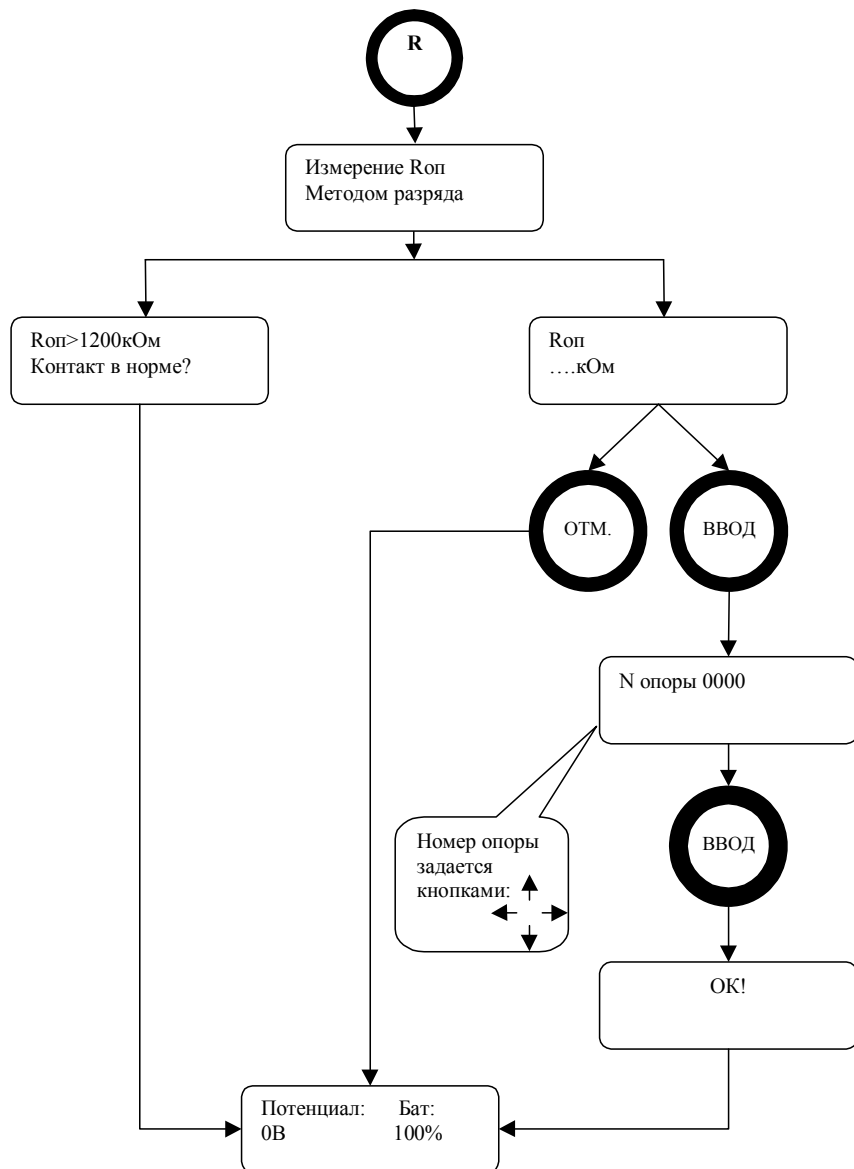 R
Измерение Rоп
Методом разряда
Rоп>1200кОм
Контакт в норме?
Rоп
….кОм
ОТМ.
ВВОД
N опоры 0000
Номер опоры
задается
кнопками:
ВВОД
ОК!
Потенциал: Бат:
0В 100%